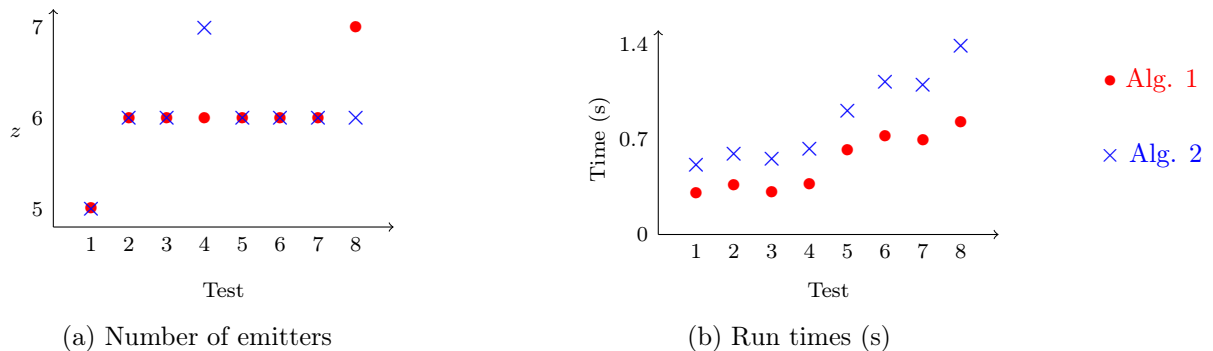 7
6
5
z
1 2 3 4 5 6 7 8
Test
(a) Number of emitters
1.4
0.7
0
Time (s)
1 2 3 4 5 6 7 8
Test
(b) Run times (s)
Alg. 1
Alg. 2